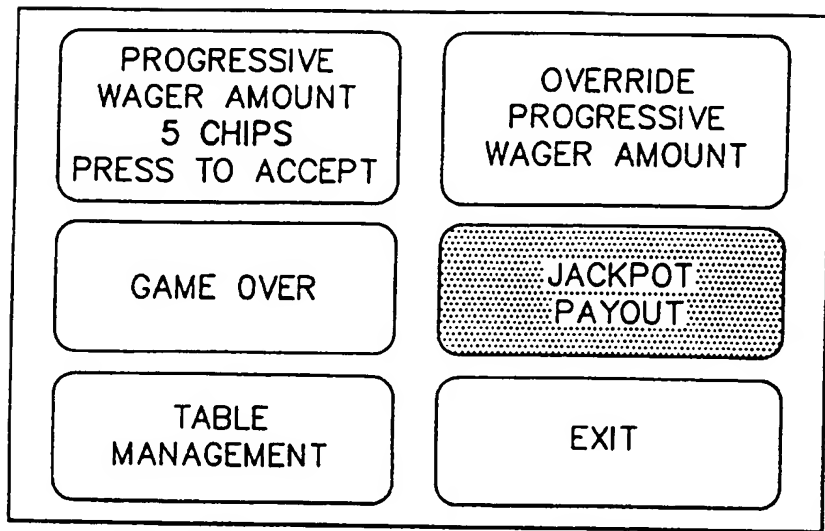 PROGRESSIVE
WAGER AMOUNT
5 CHIPS
PRESS TO ACCEPT
OVERRIDE
PROGRESSIVE
WAGER AMOUNT
GAME OVER
JACKPOT
PAYOUT
TABLE
MANAGEMENT
EXIT